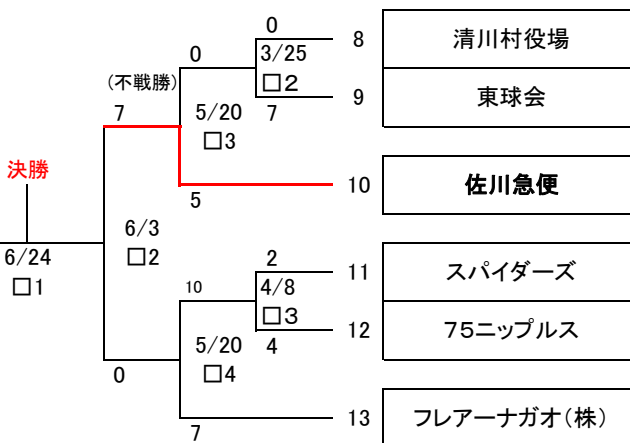 0
3/25
□2
7
8 清川村役場
9 東球会
0
(不戦勝)
7
5/20
□3
5
10 佐川急便
決勝
6/24
□1
6/3
□2
2
4/8
□3
4
11 スパイダーズ
12 75ニップルス
10
5/20
□4
7
0
13 フレアーナガオ(株)